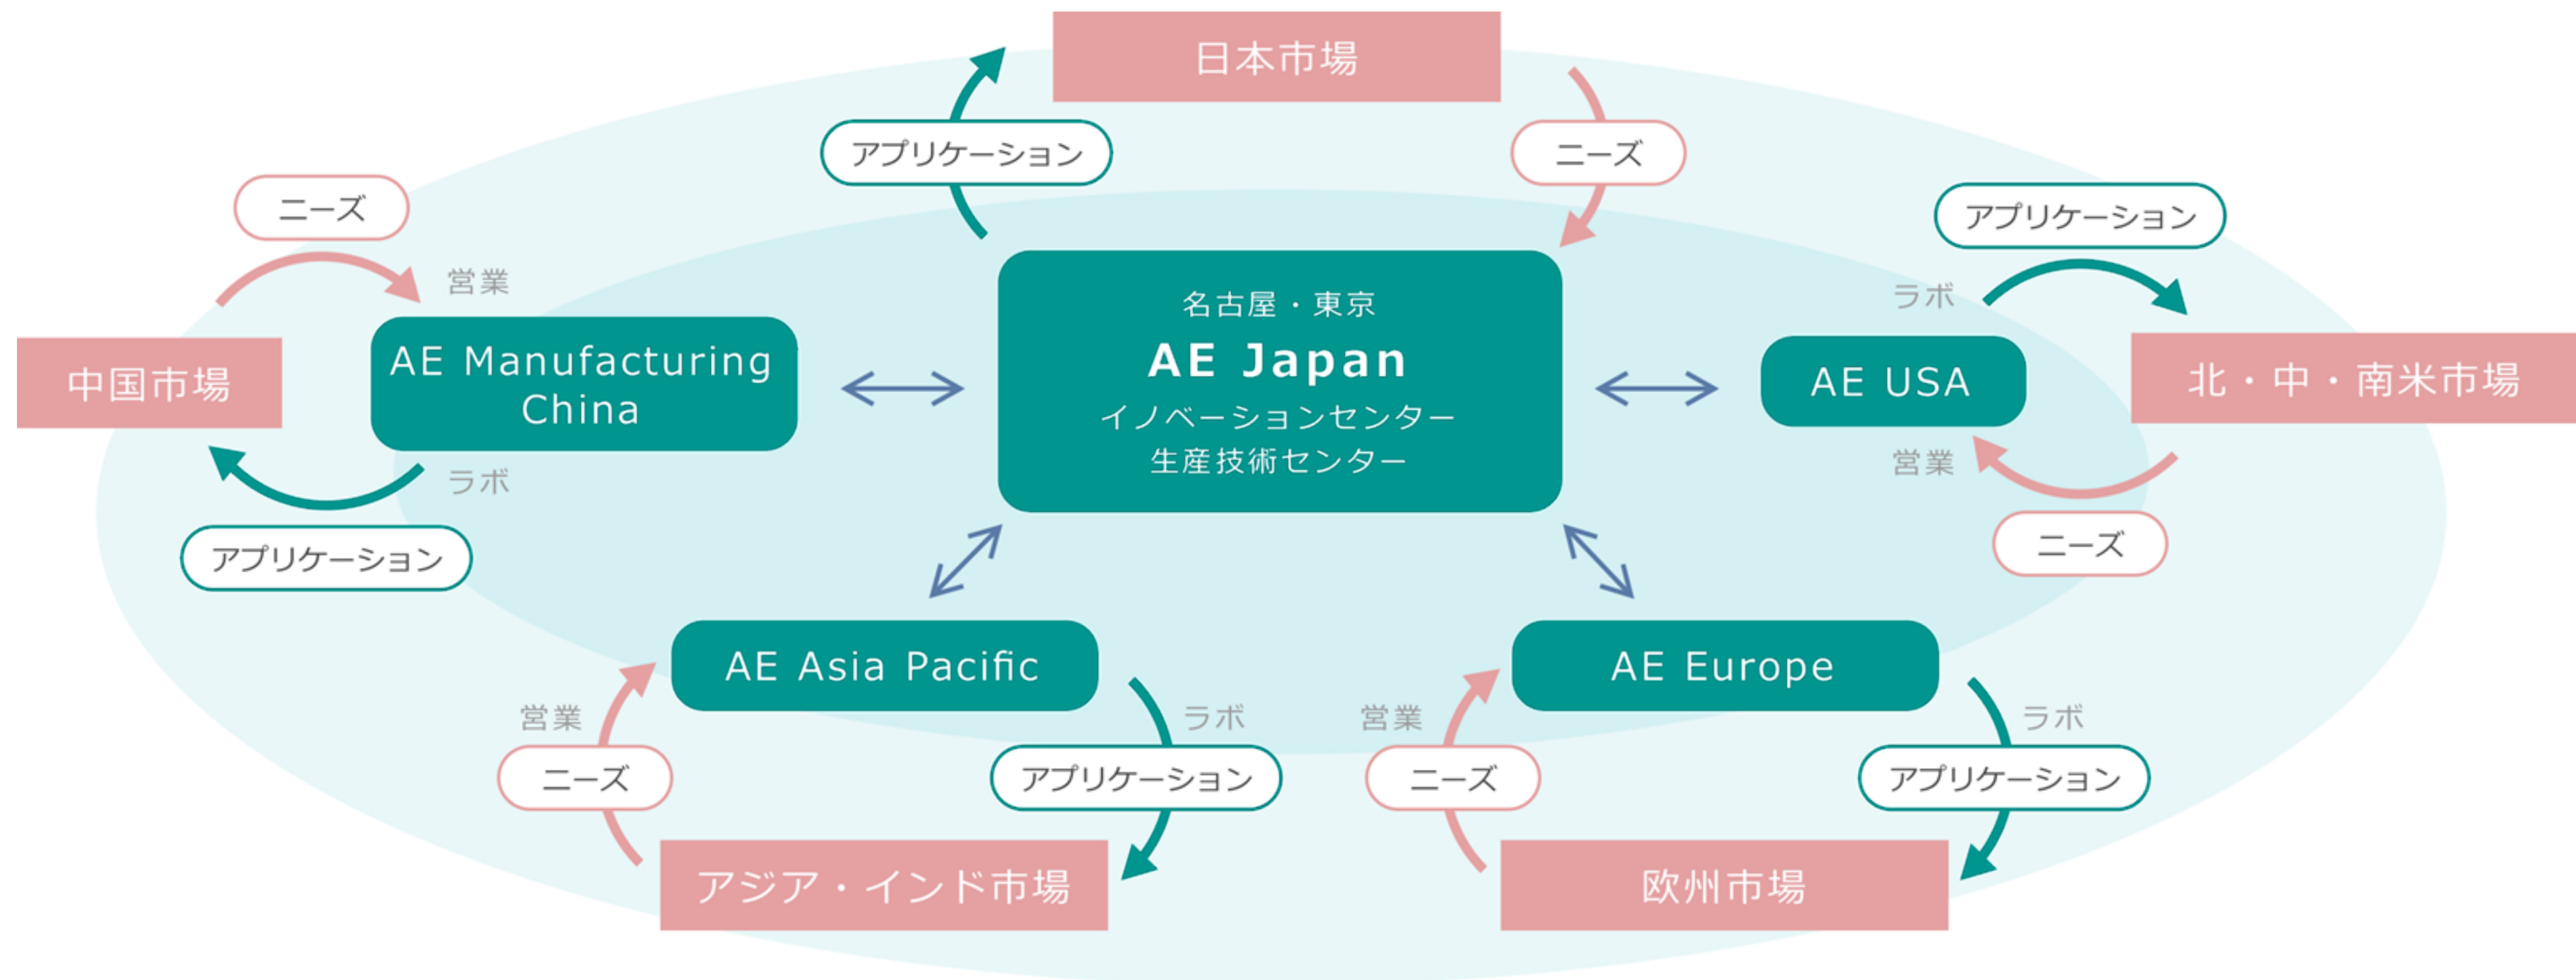 日本市場
アプリケーション
ニーズ
ニーズ
アプリケーション
営業
ラボ
名古屋・東京
AE Japan
イノベーションセンター
生産技術センター
中国市場
AE Manufacturing
China
AE USA
北・中・南米市場
ラボ
営業
アプリケーション
ニーズ
AE Asia Pacific
AE Europe
営業
ラボ
営業
ラボ
ニーズ
アプリケーション
ニーズ
アプリケーション
アジア・インド市場
欧州市場